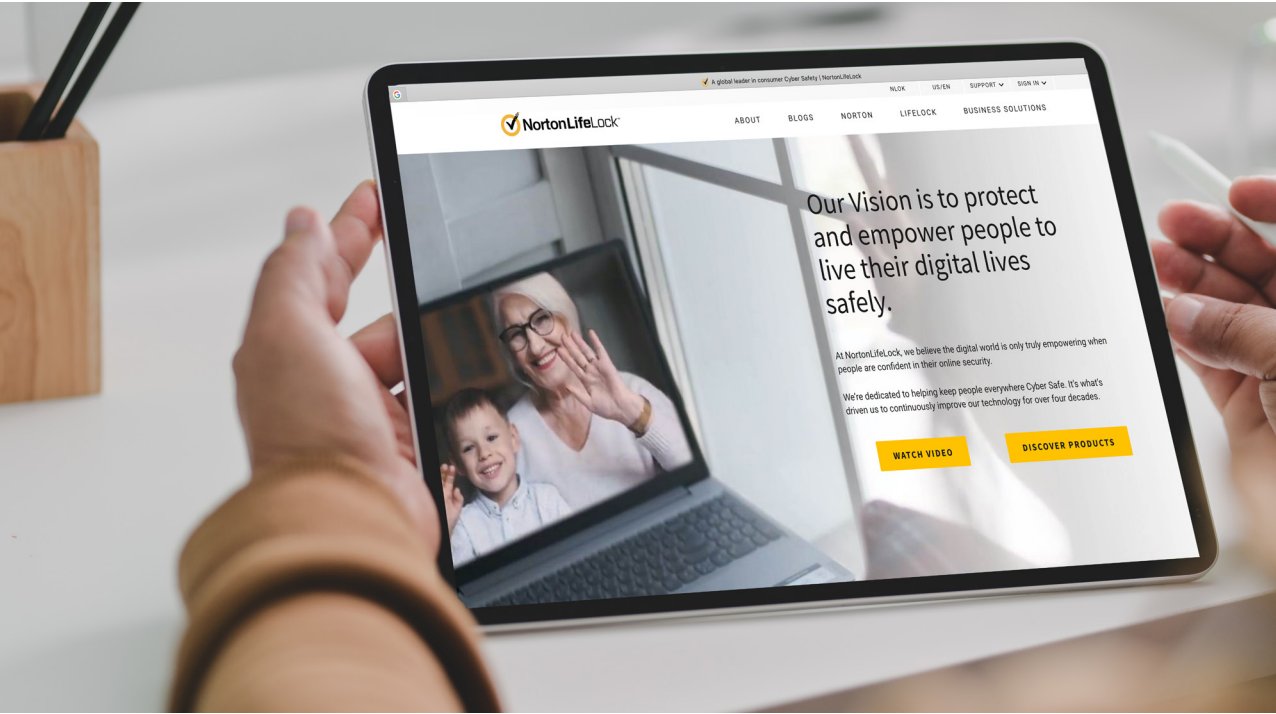 A global leader in consumer Cyber Safety | NortonLifeLock
NLOK US/EN SUPPORT SIGN IN
NortonLifeLock
ABOUT BLOGS NORTON LIFELOCK BUSINESS SOLUTIONS
Our Vision is to protect
and empower people to
live their digital lives
safely.
At NortonLifeLock, we believe the digital world is only truly empowering when
people are confident in their online security.
We're dedicated to helping keep people everywhere Cyber Safe. It's what's
driven us to continuously improve our technology for over four decades.
WATCH VIDEO DISCOVER PRODUCTS